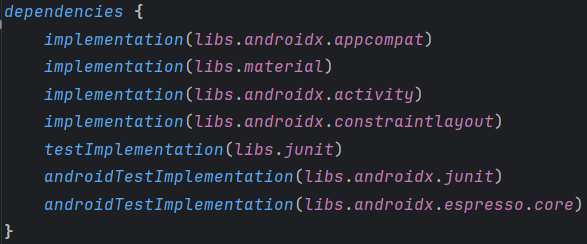 dependencies {
    implementation(libs.androidx.appcompat)
    implementation(libs.material)
    implementation(libs.androidx.activity)
    implementation(libs.androidx.constraintlayout)
    testImplementation(libs.junit)
    androidTestImplementation(libs.androidx.junit)
    androidTestImplementation(libs.androidx.espresso.core)
}